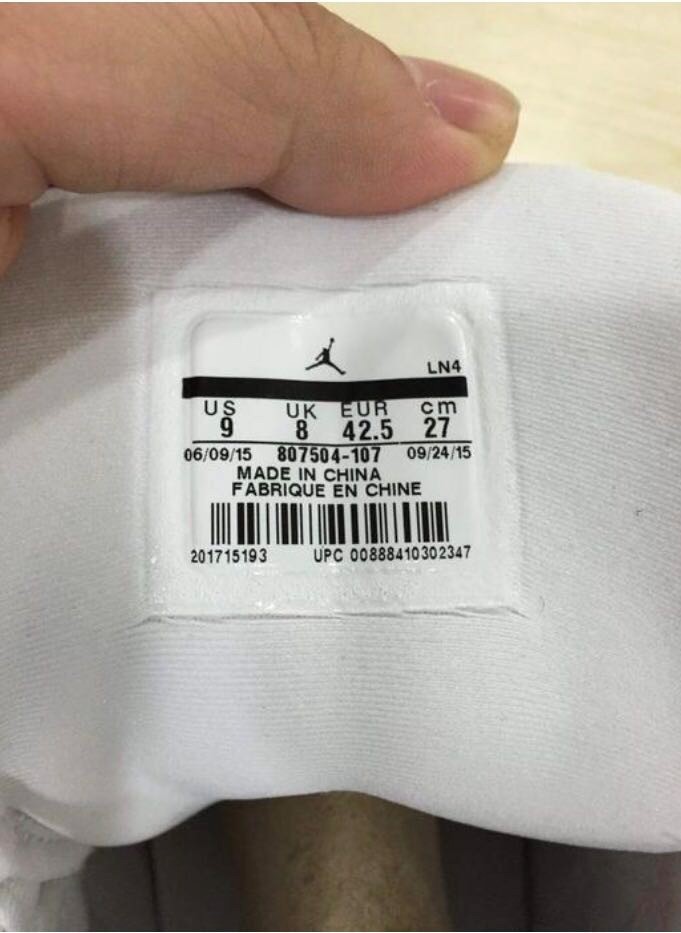 LN4
US UK EUR cm
9 8 42.5 27
06/09/15 807504-107 09/24/15
MADE IN CHINA
FABRIQUE EN CHINE
201715193 UPC 00888410302347